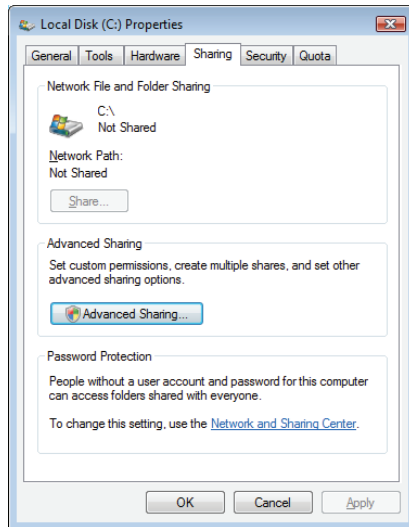 Local Disk (C:) Properties
General Tools Hardware Sharing Security Quota
Network File and Folder Sharing
C:\
Not Shared
Network Path:
Not Shared
Share...
Advanced Sharing
Set custom permissions, create multiple shares, and set other
advanced sharing options.
Advanced Sharing...
Password Protection
People without a user account and password for this computer
can access folders shared with everyone.
To change this setting, use the Network and Sharing Center.
OK Cancel Apply